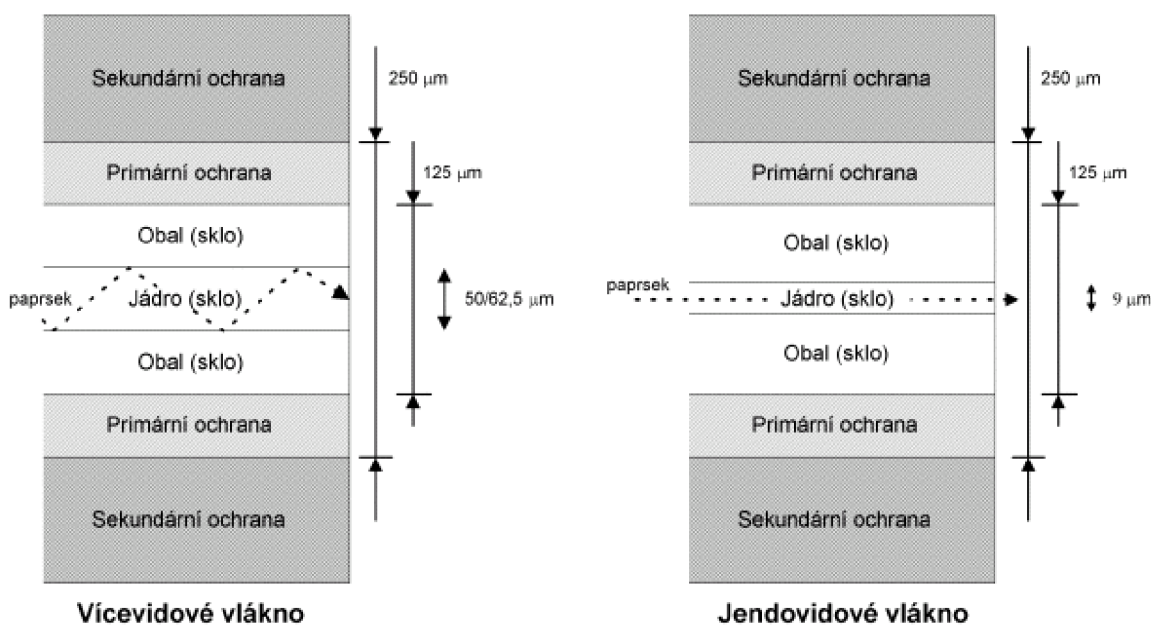 Sekundární ochrana
250 μm
Primární ochrana
125 μm
Obal (sklo)
paprsek
Jádro (sklo)
50/62,5 μm
Obal (sklo)
Primární ochrana
Sekundární ochrana
Vícevidové vlákno
Sekundární ochrana
250 μm
Primární ochrana
125 μm
Obal (sklo)
paprsek
Jádro (sklo)
9 μm
Obal (sklo)
Primární ochrana
Sekundární ochrana
Jendovidové vlákno